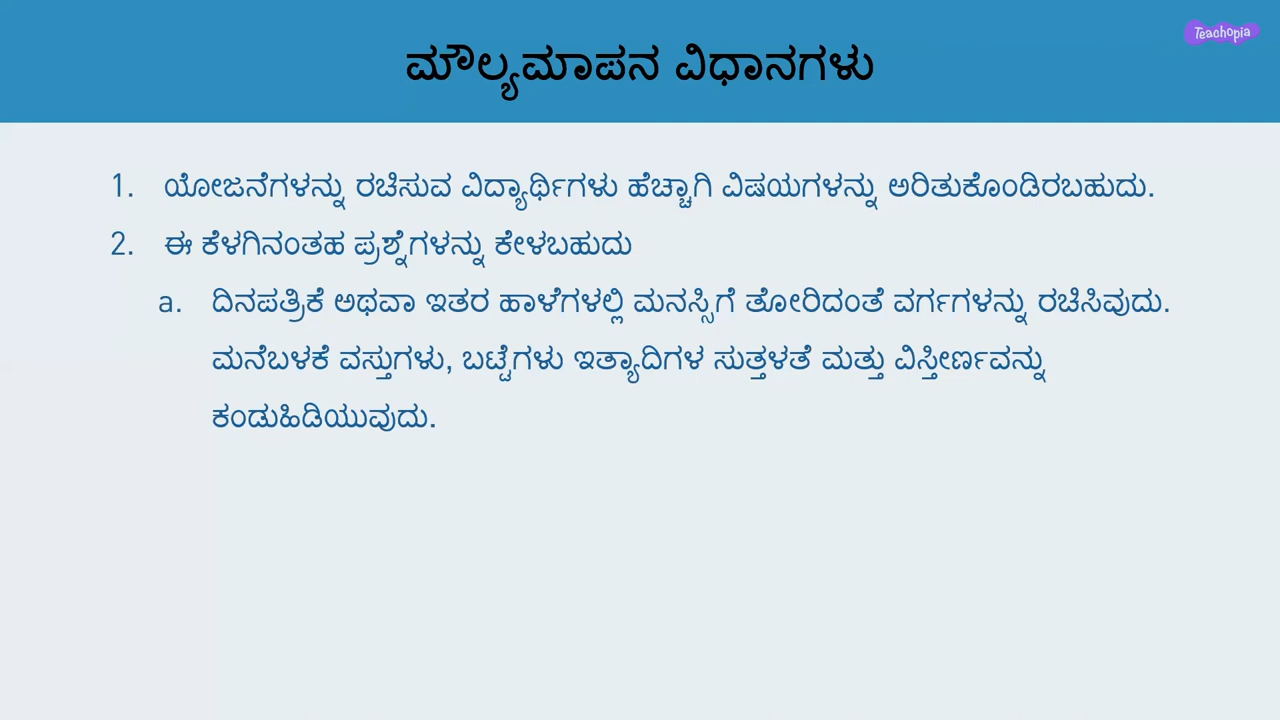 Teachopia
ಮೌಲ್ಯಮಾಪನ ವಿಧಾನಗಳು
1. ಯೋಜನೆಗಳನ್ನು ರಚಿಸುವ ವಿದ್ಯಾರ್ಥಿಗಳು ಹೆಚ್ಚಾಗಿ ವಿಷಯಗಳನ್ನು ಅರಿತುಕೊಂಡಿರಬಹುದು.
2. ಈ ಕೆಳಗಿನಂತಹ ಪ್ರಶ್ನೆಗಳನ್ನು ಕೇಳಬಹುದು
a. ದಿನಪತ್ರಿಕೆ ಅಥವಾ ಇತರ ಹಾಳೆಗಳಲ್ಲಿ ಮನಸ್ಸಿಗೆ ತೋರಿದಂತೆ ವರ್ಗಗಳನ್ನು ರಚಿಸಿವುದು.
ಮನೆಬಳಕೆ ವಸ್ತುಗಳು, ಬಟ್ಟೆಗಳು ಇತ್ಯಾದಿಗಳ ಸುತ್ತಳತೆ ಮತ್ತು ವಿಸ್ತೀರ್ಣವನ್ನು
ಕಂಡುಹಿಡಿಯುವುದು.